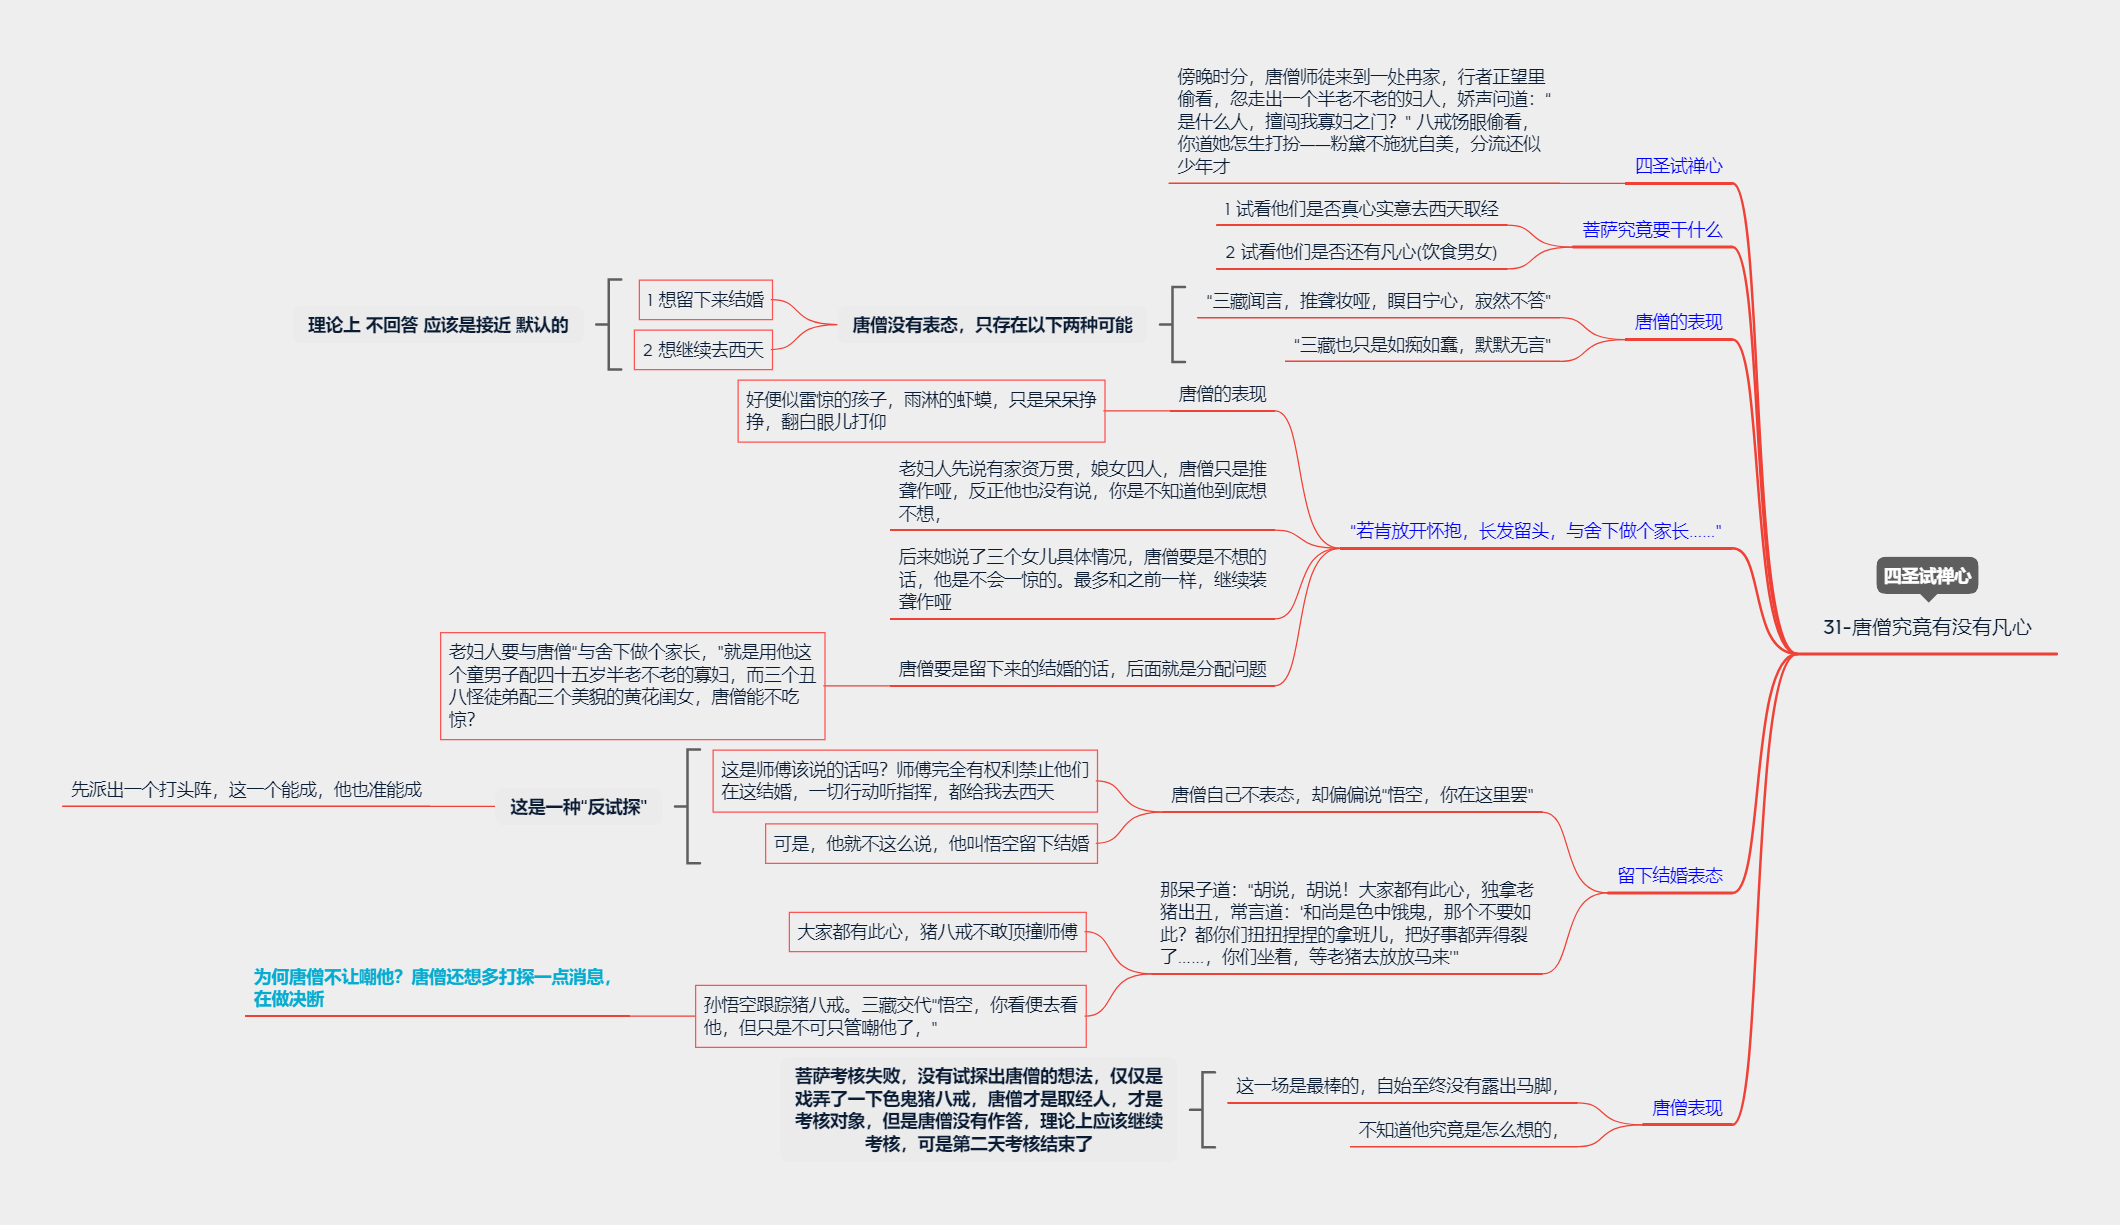 四圣试禅心
31-唐僧究竟有没有凡心
四圣试禅心
傍晚时分，唐僧师徒来到一处冉家，行者正望里
偷看，忽走出一个半老不老的妇人，娇声问道："
是什么人，擅闯我寡妇之门？" 八戒饧眼偷看，
你道她怎生打扮——粉黛不施犹自美，分流还似
少年才
菩萨究竟要干什么
1 试看他们是否真心实意去西天取经
2 试看他们是否还有凡心(饮食男女)
唐僧的表现
"三藏闻言，推聋妆哑，瞑目宁心，寂然不答"
"三藏也只是如痴如蠢，默默无言"
唐僧没有表态，只存在以下两种可能
1 想留下来结婚
2 想继续去西天
理论上 不回答 应该是接近 默认的
"若肯放开怀抱，长发留头，与舍下做个家长……"
唐僧的表现
好便似雷惊的孩子，雨淋的虾蟆，只是呆呆挣
挣，翻白眼儿打仰
老妇人先说有家资万贯，娘女四人，唐僧只是推
聋作哑，反正他也没有说，你是不知道他到底想
不想，
后来她说了三个女儿具体情况，唐僧要是不想的
话，他是不会一惊的。最多和之前一样，继续装
聋作哑
唐僧要是留下来的结婚的话，后面就是分配问题
老妇人要与唐僧"与舍下做个家长，"就是用他这
个童男子配四十五岁半老不老的寡妇，而三个丑
八怪徒弟配三个美貌的黄花闺女，唐僧能不吃
惊？
留下结婚表态
唐僧自己不表态，却偏偏说"悟空，你在这里罢"
这是师傅该说的话吗？师傅完全有权利禁止他们
在这结婚，一切行动听指挥，都给我去西天
可是，他就不这么说，他叫悟空留下结婚
这是一种"反试探"
先派出一个打头阵，这一个能成，他也准能成
那呆子道："胡说，胡说！大家都有此心，独拿老
猪出丑，常言道：'和尚是色中饿鬼，那个不要如
此？都你们扭扭捏捏的拿班儿，把好事都弄得裂
了……，你们坐着，等老猪去放放马来'"
大家都有此心，猪八戒不敢顶撞师傅
孙悟空跟踪猪八戒。三藏交代"悟空，你看便去看
他，但只是不可只管嘲他了，"
为何唐僧不让嘲他？唐僧还想多打探一点消息，
在做决断
唐僧表现
这一场是最棒的，自始至终没有露出马脚，
不知道他究竟是怎么想的，
菩萨考核失败，没有试探出唐僧的想法，仅仅是
戏弄了一下色鬼猪八戒，唐僧才是取经人，才是
考核对象，但是唐僧没有作答，理论上应该继续
考核，可是第二天考核结束了